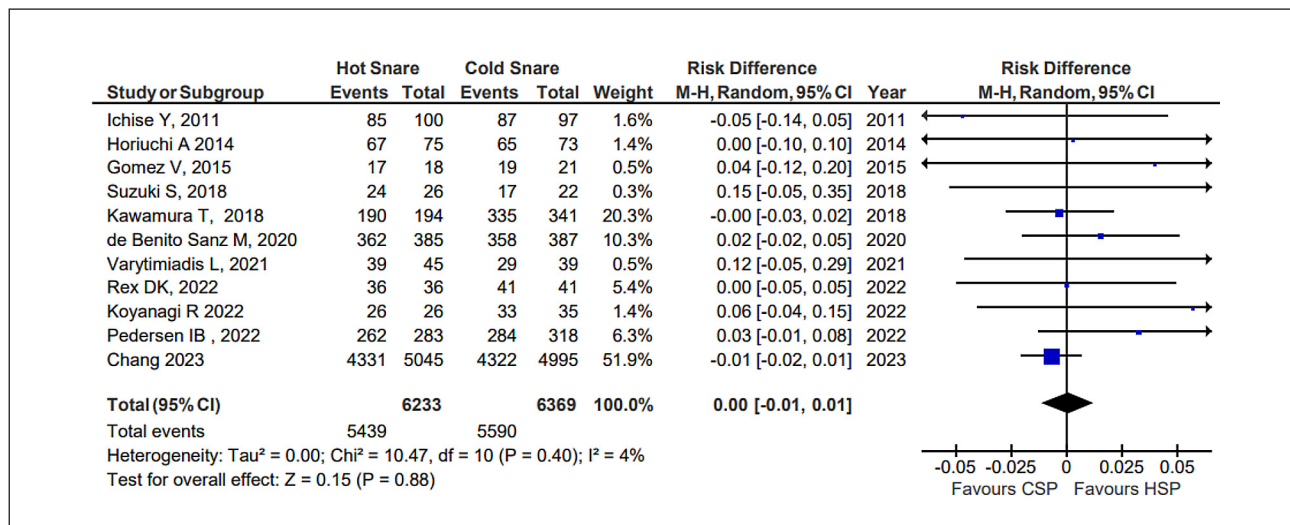 Hot Snare Cold Snare Risk Difference Risk Difference
Study or Subgroup Events Total Events Total Weight M-H, Random, 95% CI Year M-H, Random, 95% CI
Ichise Y, 2011 85 100 87 97 1.6% -0.05 [-0.14, 0.05] 2011
Horiuchi A 2014 67 75 65 73 1.4% 0.00 [-0.10, 0.10] 2014
Gomez V, 2015 17 18 19 21 0.5% 0.04 [-0.12, 0.20] 2015
Suzuki S, 2018 24 26 17 22 0.3% 0.15 [-0.05, 0.35] 2018
Kawamura T, 2018 190 194 335 341 20.3% -0.00 [-0.03, 0.02] 2018
de Benito Sanz M, 2020 362 385 358 387 10.3% 0.02 [-0.02, 0.05] 2020
Varytimiadis L, 2021 39 45 29 39 0.5% 0.12 [-0.05, 0.29] 2021
Rex DK, 2022 36 36 41 41 5.4% 0.00 [-0.05, 0.05] 2022
Koyanagi R 2022 26 26 33 35 1.4% 0.06 [-0.04, 0.15] 2022
Pedersen IB , 2022 262 283 284 318 6.3% 0.03 [-0.01, 0.08] 2022
Chang 2023 4331 5045 4322 4995 51.9% -0.01 [-0.02, 0.01] 2023
Total (95% CI) 6233 6369 100.0% 0.00 [-0.01, 0.01]
Total events 5439 5590
Heterogeneity: Tau² = 0.00; Chi² = 10.47, df = 10 (P = 0.40); I² = 4%
Test for overall effect: Z = 0.15 (P = 0.88)
-0.05 -0.025 0 0.025 0.05
Favours CSP Favours HSP